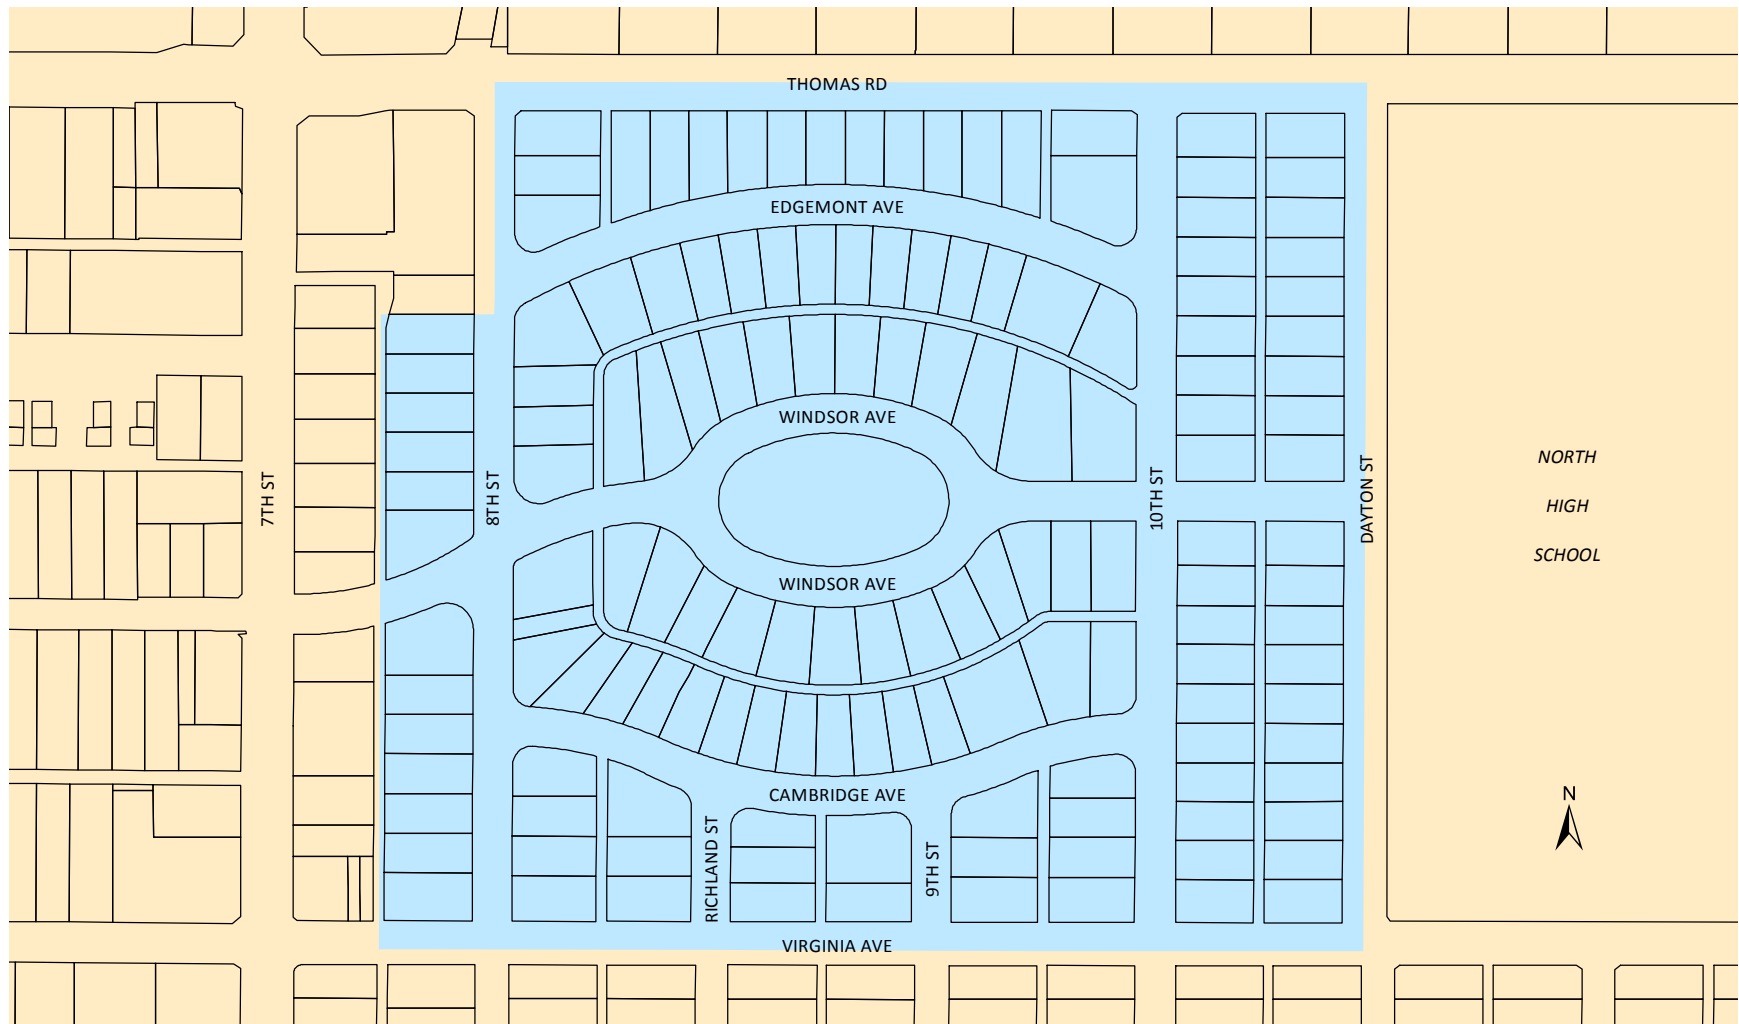 THOMAS RD
EDGEMONT AVE
WINDSOR AVE
NORTH
HIGH
SCHOOL
7TH ST
8TH ST
10TH ST
DAYTON ST
WINDSOR AVE
CAMBRIDGE AVE
N
RICHLAND ST
9TH ST
VIRGINIA AVE